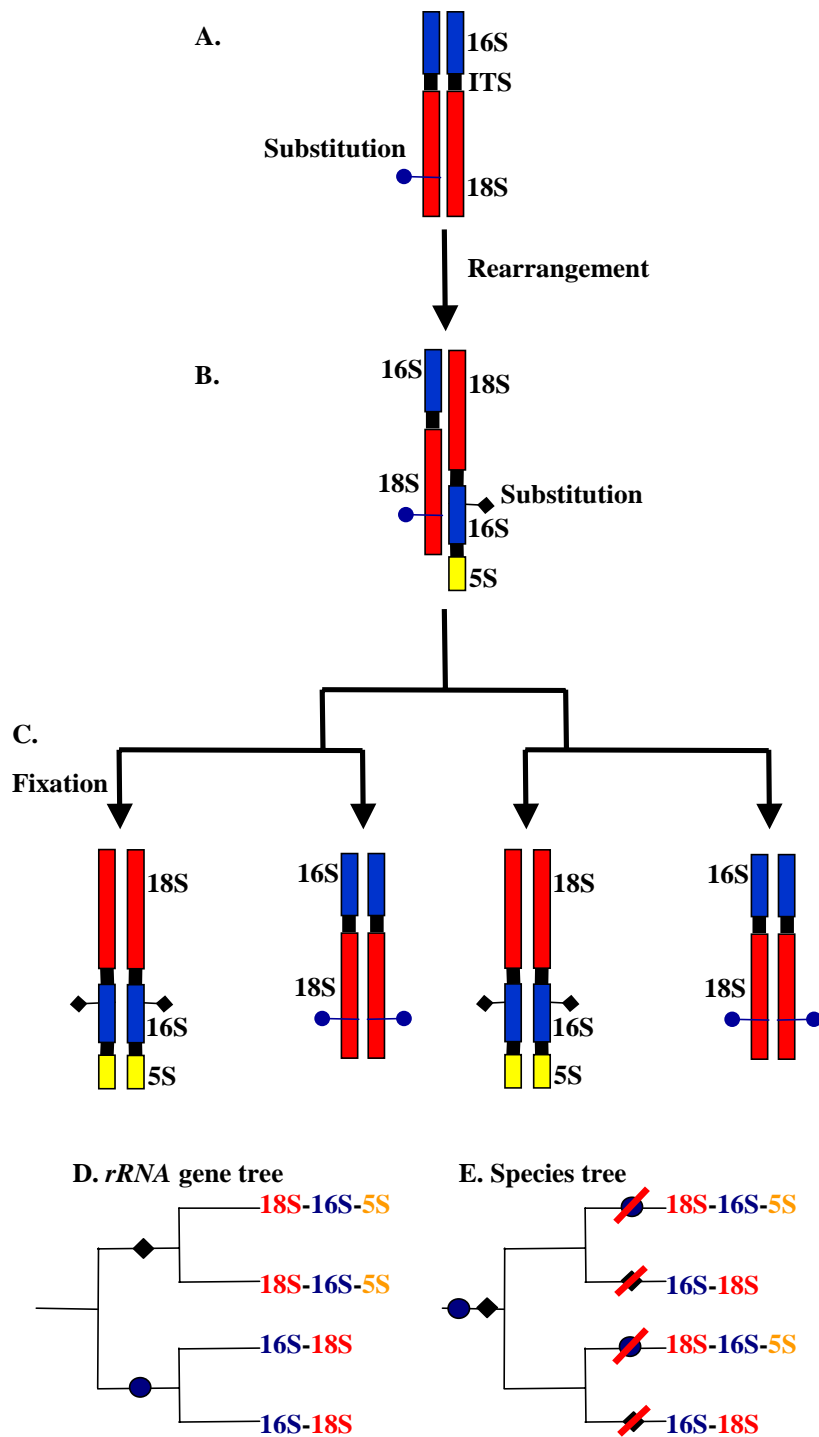 A.
16S
ITS
Substitution
18S
Rearrangement
B.
16S
18S
18S
Substitution
16S
5S
C.
Fixation
18S
16S
18S
16S
18S
16S
5S
18S
16S
5S
D. rRNA gene tree
E. Species tree
18S-16S-5S
18S-16S-5S
16S-18S
16S-18S
18S-16S-5S
16S-18S
18S-16S-5S
16S-18S